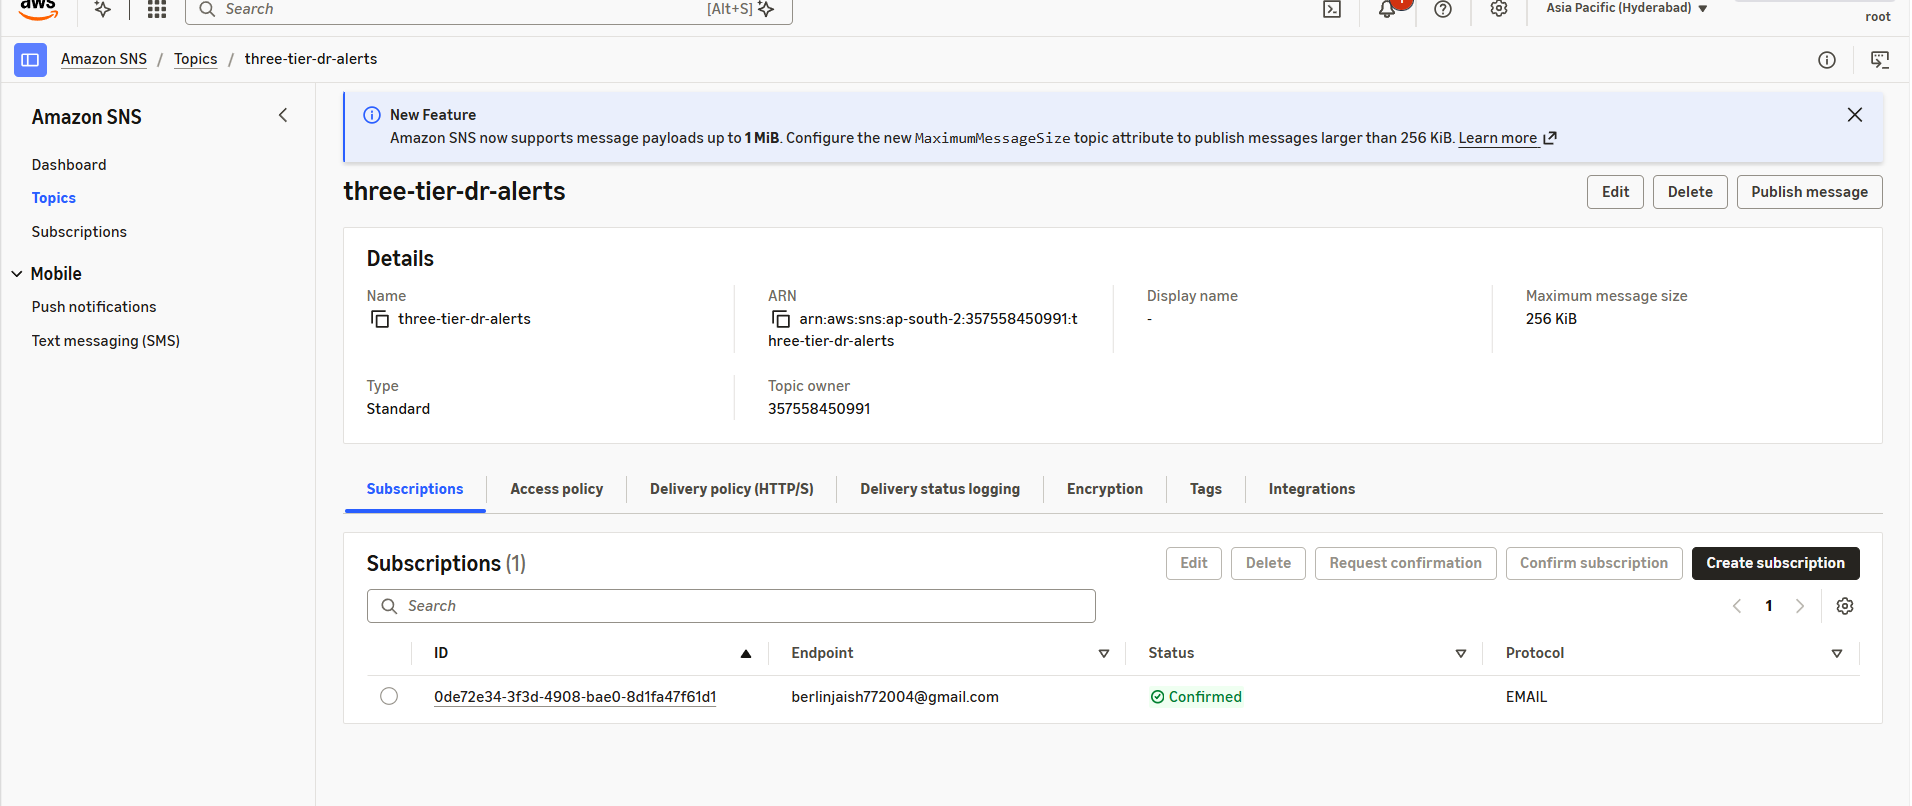 aws
Search [Alt+S]
Asia Pacific (Hyderabad)
root
Amazon SNS / Topics / three-tier-dr-alerts
Amazon SNS
Dashboard
Topics
Subscriptions
Mobile
Push notifications
Text messaging (SMS)
New Feature
Amazon SNS now supports message payloads up to 1 MiB. Configure the new MaximumMessageSize topic attribute to publish messages larger than 256 KiB. Learn more
three-tier-dr-alerts
Edit Delete Publish message
Details
Name
three-tier-dr-alerts
ARN
arn:aws:sns:ap-south-2:357558450991:t
hree-tier-dr-alerts
Display name
-
Maximum message size
256 KiB
Type
Standard
Topic owner
357558450991
Subscriptions Access policy Delivery policy (HTTP/S) Delivery status logging Encryption Tags Integrations
Subscriptions (1)
Edit Delete Request confirmation Confirm subscription Create subscription
Search
1
ID Endpoint Status Protocol
0de72e34-3f3d-4908-bae0-8d1fa47f61d1 berlinjaish772004@gmail.com Confirmed EMAIL